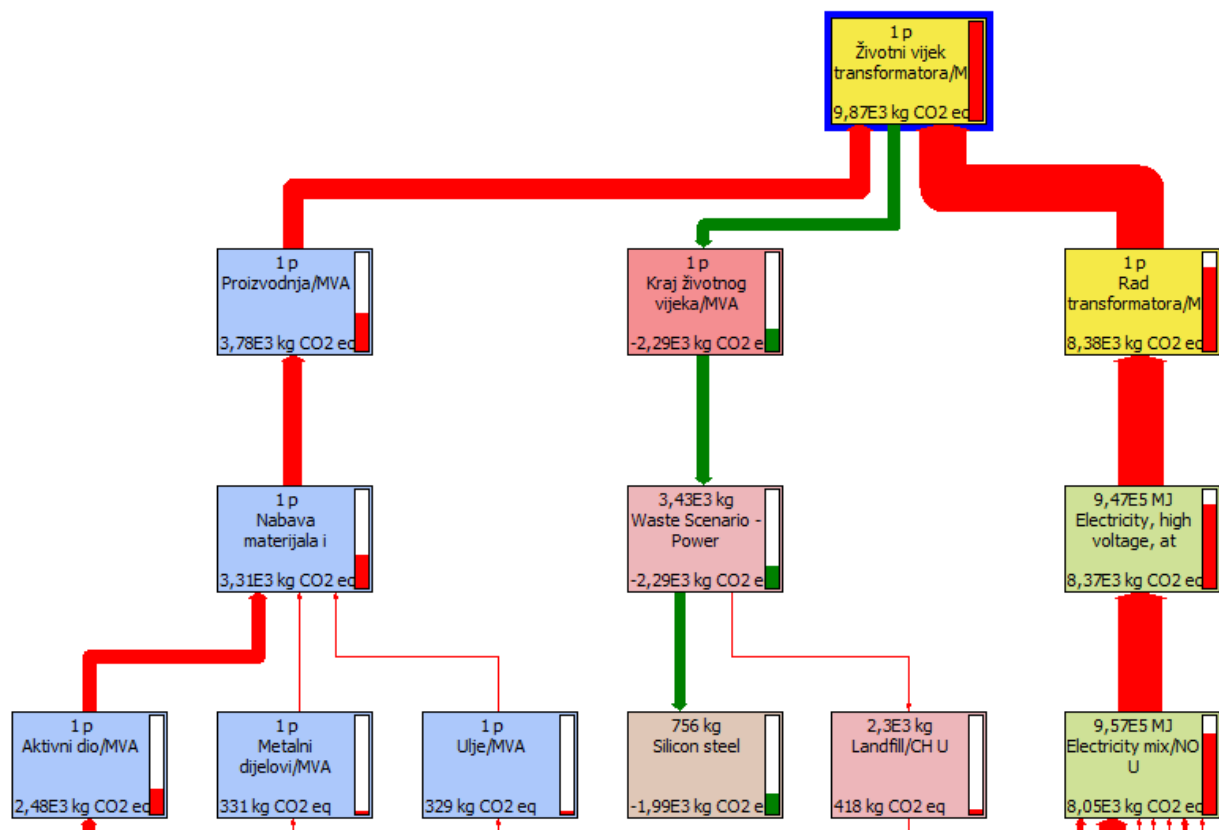 1 p
Životni vijek
transformatora/M
9,87E3 kg CO2 eq
1 p
Proizvodnja/MVA
3,78E3 kg CO2 eq
1 p
Kraj životnog
vijeka/MVA
-2,29E3 kg CO2 e
1 p
Rad
transformatora/M
8,38E3 kg CO2 eq
1 p
Nabava
materijala i
3,31E3 kg CO2 eq
3,43E3 kg
Waste Scenario -
Power
-2,29E3 kg CO2 e
9,47E5 MJ
Electricity, high
voltage, at
8,37E3 kg CO2 eq
1 p
Aktivni dio/MVA
2,48E3 kg CO2 eq
1 p
Metalni
dijelovi/MVA
331 kg CO2 eq
1 p
Ulje/MVA
329 kg CO2 eq
756 kg
Silicon steel
-1,99E3 kg CO2 e
2,3E3 kg
Landfill/CH U
418 kg CO2 eq
9,57E5 MJ
Electricity mix/NO
U
8,05E3 kg CO2 eq